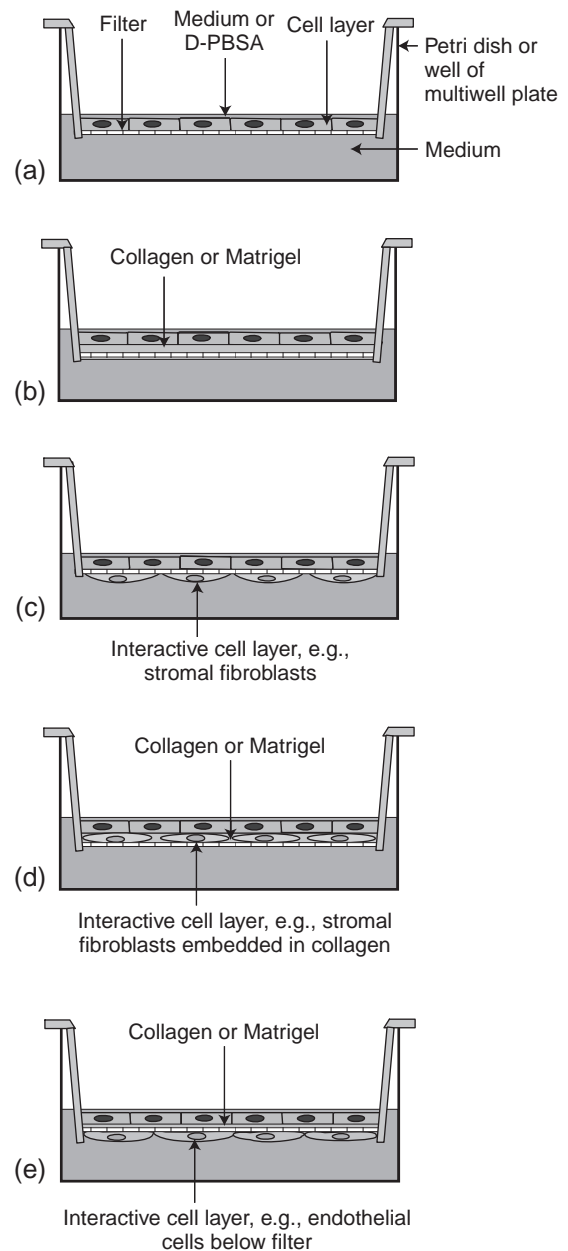 Filter
Medium or
D-PBSA
Cell layer
Petri dish or
well of
multiwell plate
Medium
(a)
Collagen or Matrigel
(b)
(c)
Interactive cell layer, e.g.,
stromal fibroblasts
Collagen or Matrigel
(d)
Interactive cell layer, e.g., stromal
fibroblasts embedded in collagen
Collagen or Matrigel
(e)
Interactive cell layer, e.g., endothelial
cells below filter